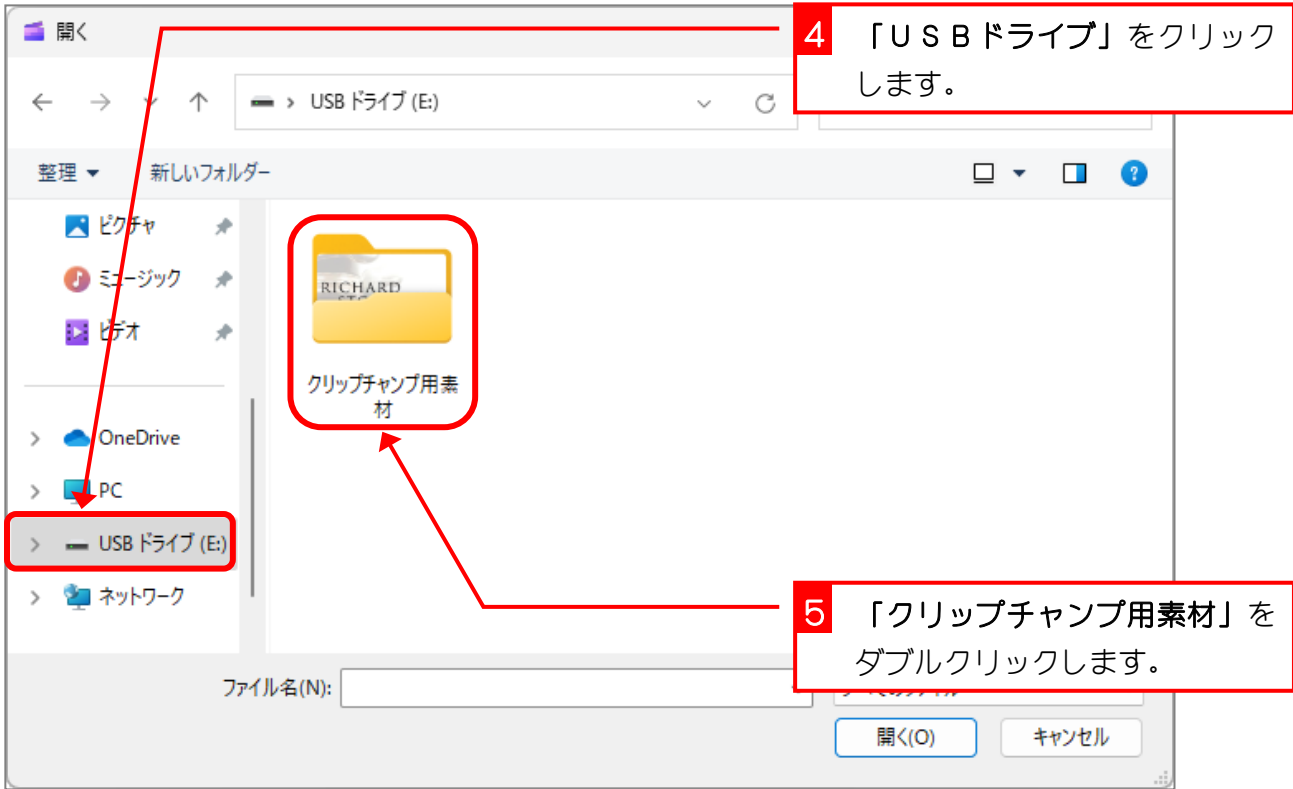 開く
4 「ＵＳＢドライブ」をクリック
します。
USB ドライブ (E:)
整理
新しいフォルダー
ピクチャ
ミュージック
ビデオ
RICHARD
クリップチャンプ用素
材
OneDrive
PC
USB ドライブ (E:)
ネットワーク
5 「クリップチャンプ用素材」を
ダブルクリックします。
ファイル名(N):
開く(O)
キャンセル